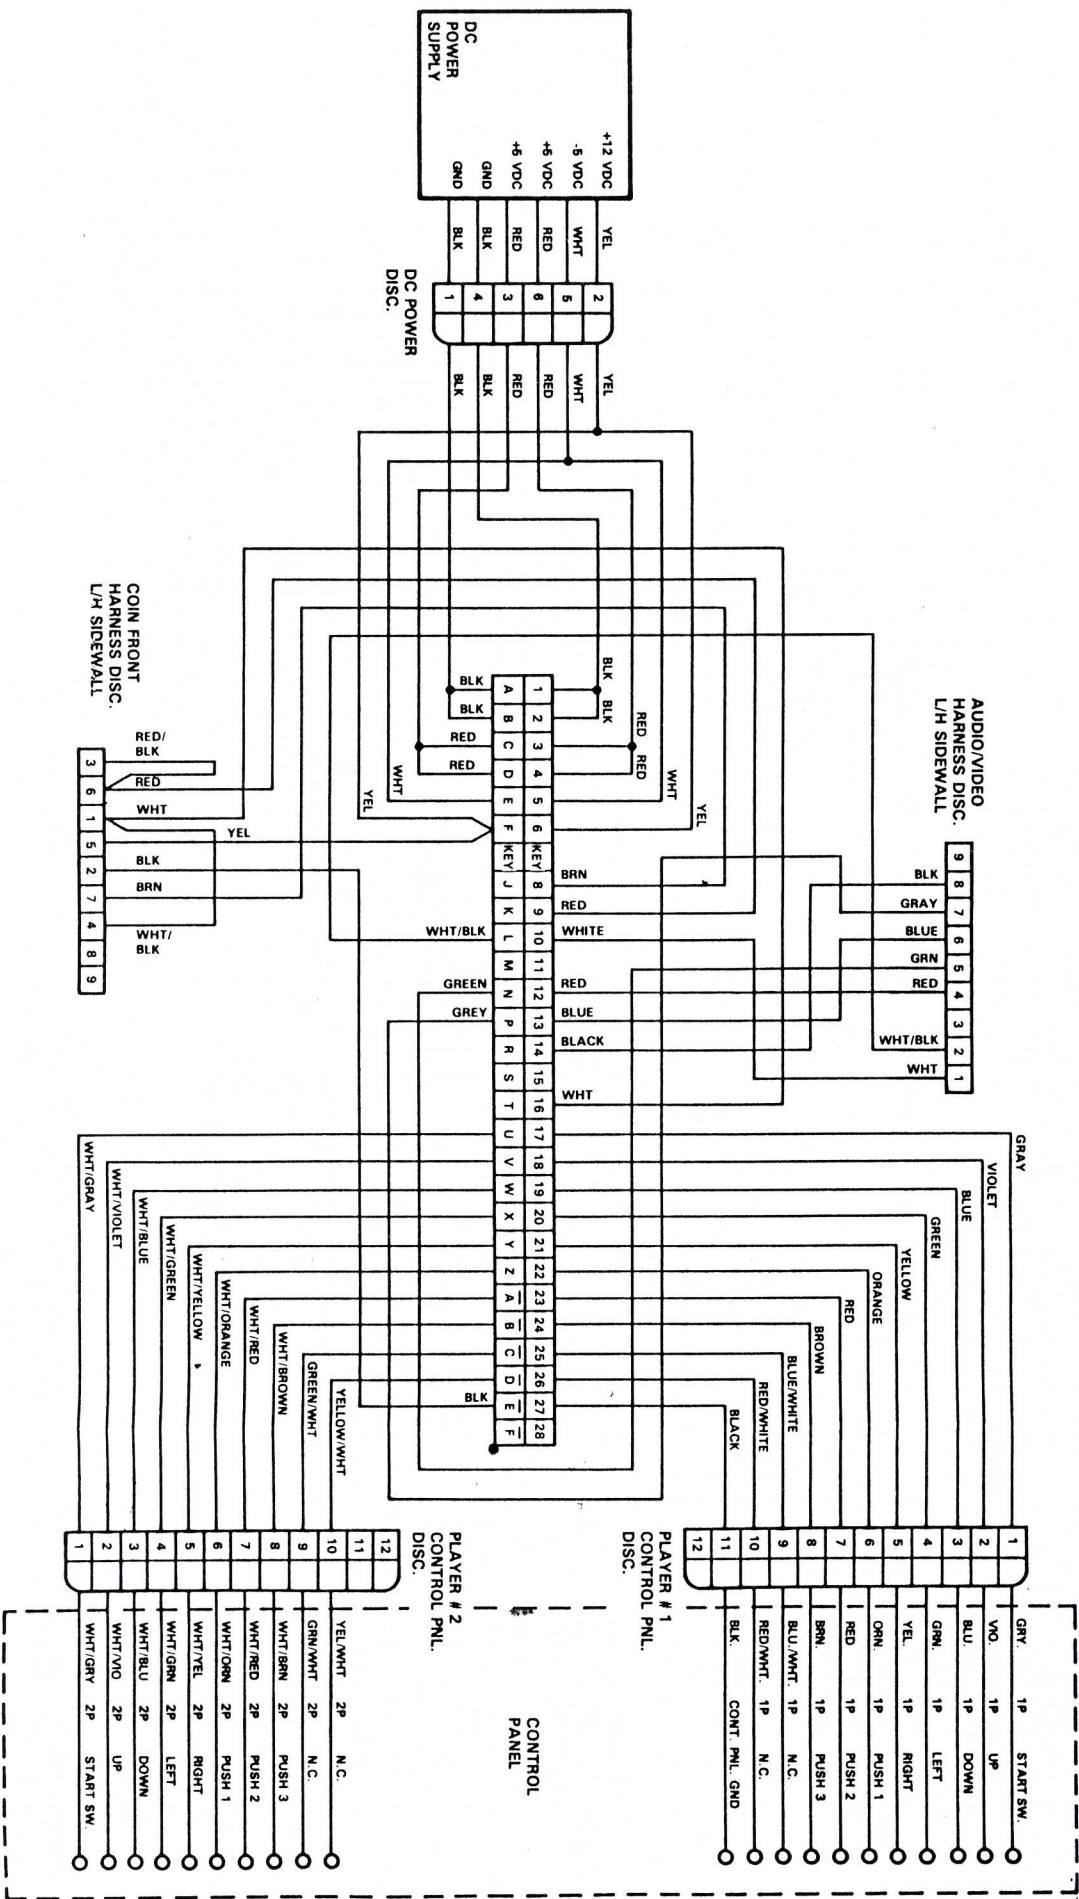 DC
POWER
SUPPLY
+12 VDC
-5 VDC
+5 VDC
+5 VDC
GND
GND
YEL
WHT
RED
RED
BLK
BLK
2
5
6
3
4
1
DC POWER
DISC.
YEL
WHT
RED
RED
BLK
BLK
COIN FRONT
HARNESS DISC.
L/H SIDEWALL
3
6
1
5
2
7
4
8
9
RED/
BLK
RED
WHT
YEL
BLK
BRN
WHT/
BLK
AUDIO/VIDEO
HARNESS DISC.
L/H SIDEWALL
9
8
7
6
5
4
3
2
1
BLK
GRAY
BLUE
GRN
RED
WHT/BLK
WHT
BLK
BLK
RED
RED
WHT
YEL
BLK
BLK
RED
RED
WHT
YEL
A 1
B 2
C 3
D 4
E 5
F 6
KEY KEY
J 8
K 9
L 10
M 11
N 12
P 13
R 14
S 15
T 16
U 17
V 18
W 19
X 20
Y 21
Z 22
A 23
B 24
C 25
D 26
E 27
F 28
BRN
RED
WHT/BLK
WHITE
GREEN
RED
GREY
BLUE
BLACK
WHT
BLK
GRAY
VIOLET
BLUE
GREEN
YELLOW
ORANGE
RED
BROWN
BLUE/WHITE
RED/WHITE
BLACK
WHT/GRAY
WHT/VIOLET
WHT/BLUE
WHT/GREEN
WHT/YELLOW
WHT/ORANGE
WHT/RED
WHT/BROWN
GREEN/WHT
YELLOW/WHT
PLAYER # 1
CONTROL PNL.
DISC.
1
2
3
4
5
6
7
8
9
10
11
12
PLAYER # 2
CONTROL PNL.
DISC.
12
11
10
9
8
7
6
5
4
3
2
1
GRY. 1P START SW.
VIO. 1P UP
BLU. 1P DOWN
GRN. 1P LEFT
YEL. 1P RIGHT
ORN. 1P PUSH 1
RED 1P PUSH 2
BRN. 1P PUSH 3
BLU./WHT. 1P N.C.
RED/WHT. 1P N.C.
BLK. CONT. PNL. GND
CONTROL
PANEL
YEL/WHT 2P N.C.
GRN/WHT 2P N.C.
WHT/BRN 2P PUSH 3
WHT/RED 2P PUSH 2
WHT/ORN 2P PUSH 1
WHT/YEL 2P RIGHT
WHT/GRN 2P LEFT
WHT/BLU 2P DOWN
WHT/VIO 2P UP
WHT/GRY 2P START SW.